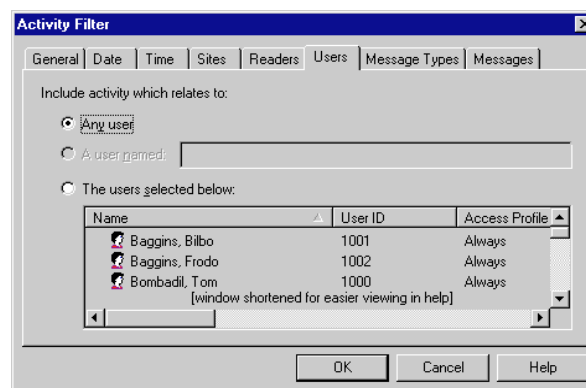 Activity Filter
General Date Time Sites Readers Users Message Types Messages
Include activity which relates to:
Any user
A user named:
The users selected below:
Name User ID Access Profile
Baggins, Bilbo 1001 Always
Baggins, Frodo 1002 Always
Bombadil, Tom 1000 Always
[window shortened for easier viewing in help]
OK Cancel Help